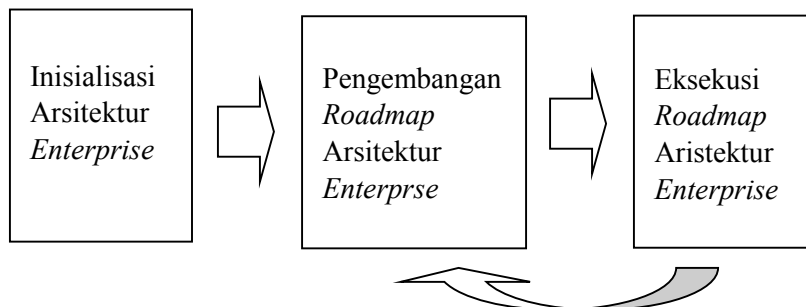 Inisialisasi
Arsitektur
Enterprise
Pengembangan
Roadmap
Arsitektur
Enterprse
Eksekusi
Roadmap
Aristektur
Enterprise